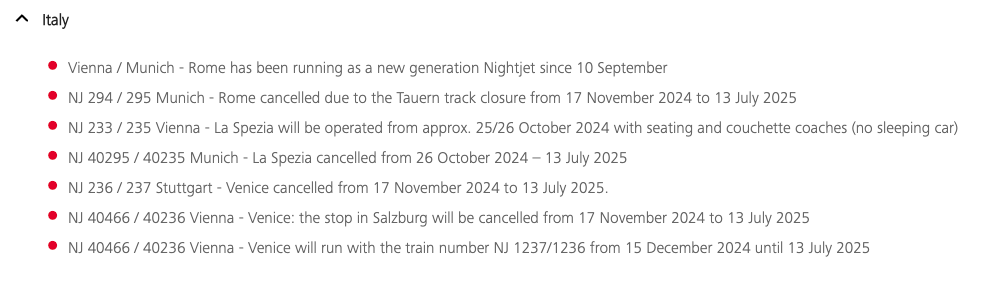 Italy
Vienna / Munich - Rome has been running as a new generation Nightjet since 10 September
NJ 294 / 295 Munich - Rome cancelled due to the Tauern track closure from 17 November 2024 to 13 July 2025
NJ 233 / 235 Vienna - La Spezia will be operated from approx. 25/26 October 2024 with seating and couchette coaches (no sleeping car)
NJ 40295 / 40235 Munich - La Spezia cancelled from 26 October 2024 – 13 July 2025
NJ 236 / 237 Stuttgart - Venice cancelled from 17 November 2024 to 13 July 2025.
NJ 40466 / 40236 Vienna - Venice: the stop in Salzburg will be cancelled from 17 November 2024 to 13 July 2025
NJ 40466 / 40236 Vienna - Venice will run with the train number NJ 1237/1236 from 15 December 2024 until 13 July 2025